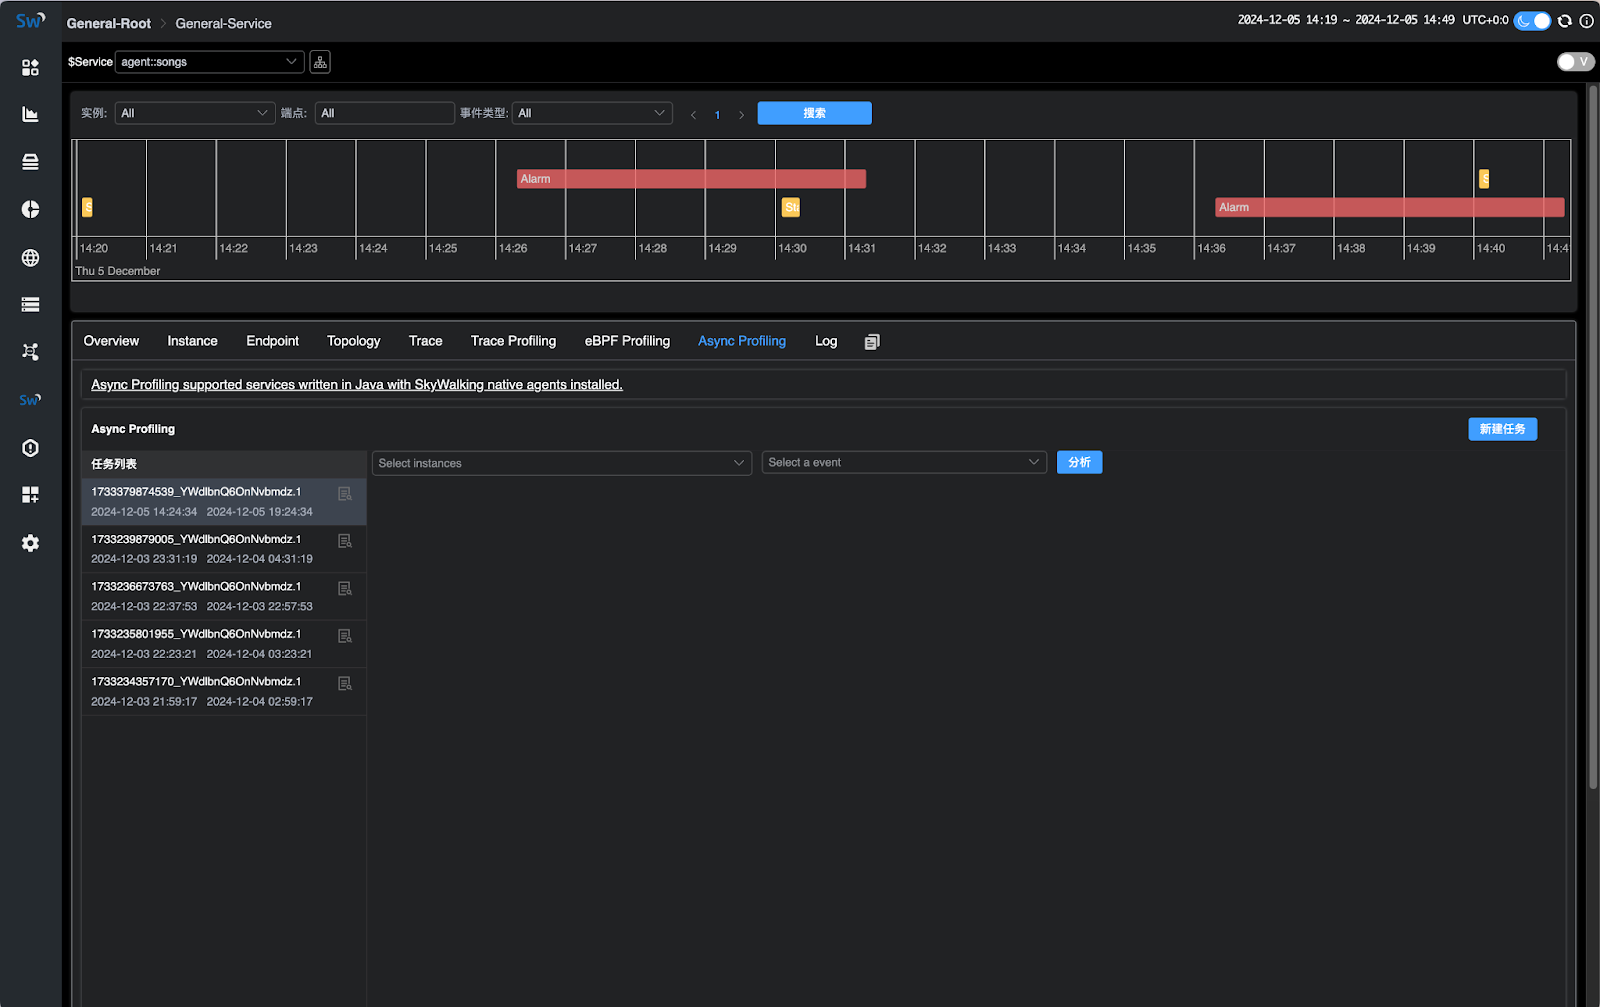 Sw
General-Root General-Service
2024-12-05 14:19 ~ 2024-12-05 14:49 UTC+0:0
$Service agent::songs
V
实例: All 端点: All 事件类型: All 1 搜索
Alarm
S
S
Sta
Alarm
14:20 14:21 14:22 14:23 14:24 14:25 14:26 14:27 14:28 14:29 14:30 14:31 14:32 14:33 14:34 14:35 14:36 14:37 14:38 14:39 14:40 14:4
Thu 5 December
Overview Instance Endpoint Topology Trace Trace Profiling eBPF Profiling Async Profiling Log
Async Profiling supported services written in Java with SkyWalking native agents installed.
Sw
Async Profiling 新建任务
任务列表 Select instances Select a event 分析
1733379874539_YWdlbnQ6OnNvbmdz.1
2024-12-05 14:24:34 2024-12-05 19:24:34
1733239879005_YWdlbnQ6OnNvbmdz.1
2024-12-03 23:31:19 2024-12-04 04:31:19
1733236673763_YWdlbnQ6OnNvbmdz.1
2024-12-03 22:37:53 2024-12-03 22:57:53
1733235801955_YWdlbnQ6OnNvbmdz.1
2024-12-03 22:23:21 2024-12-04 03:23:21
1733234357170_YWdlbnQ6OnNvbmdz.1
2024-12-03 21:59:17 2024-12-04 02:59:17